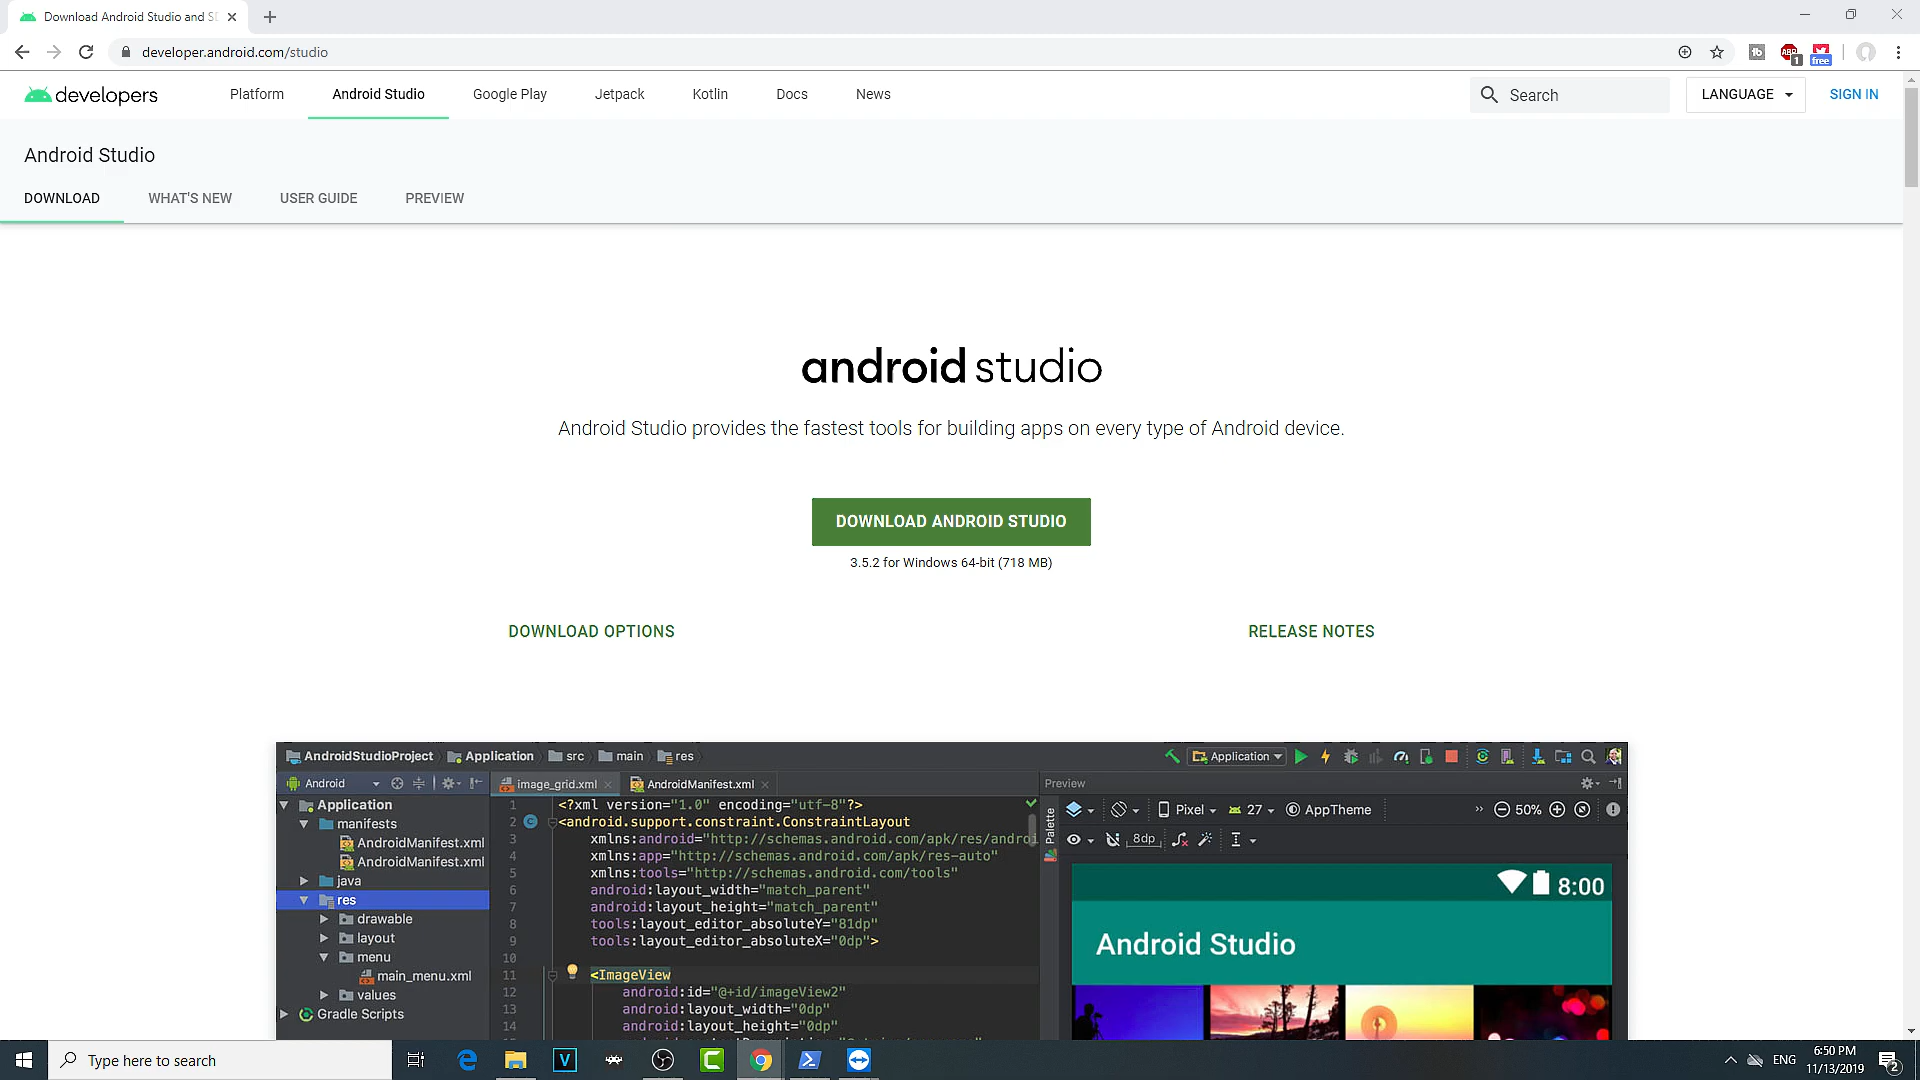 Download Android Studio and S
developer.android.com/studio
ABP 1
free
developers
Platform
Android Studio
Google Play
Jetpack
Kotlin
Docs
News
Search
LANGUAGE
SIGN IN
Android Studio
DOWNLOAD
WHAT'S NEW
USER GUIDE
PREVIEW
android studio
Android Studio provides the fastest tools for building apps on every type of Android device.
DOWNLOAD ANDROID STUDIO
3.5.2 for Windows 64-bit (718 MB)
DOWNLOAD OPTIONS
RELEASE NOTES
AndroidStudioProject Application src main res
Application
Android
image_grid.xml
AndroidManifest.xml
Preview
Application
manifests
AndroidManifest.xml
AndroidManifest.xml
java
res
drawable
layout
menu
main_menu.xml
values
Gradle Scripts
1 <?xml version="1.0" encoding="utf-8"?>
2 <android.support.constraint.ConstraintLayout
3 xmlns:android="http://schemas.android.com/apk/res/androi
4 xmlns:app="http://schemas.android.com/apk/res-auto"
5 xmlns:tools="http://schemas.android.com/tools"
6 android:layout_width="match_parent"
7 android:layout_height="match_parent"
8 tools:layout_editor_absoluteY="81dp"
9 tools:layout_editor_absoluteX="0dp">
10
11 <ImageView
12 android:id="@+id/imageView2"
13 android:layout_width="0dp"
14 android:layout_height="0dp"
Palette
Pixel
27
AppTheme
50%
8dp
8:00
Android Studio
Type here to search
ENG
6:50 PM
11/13/2019
2